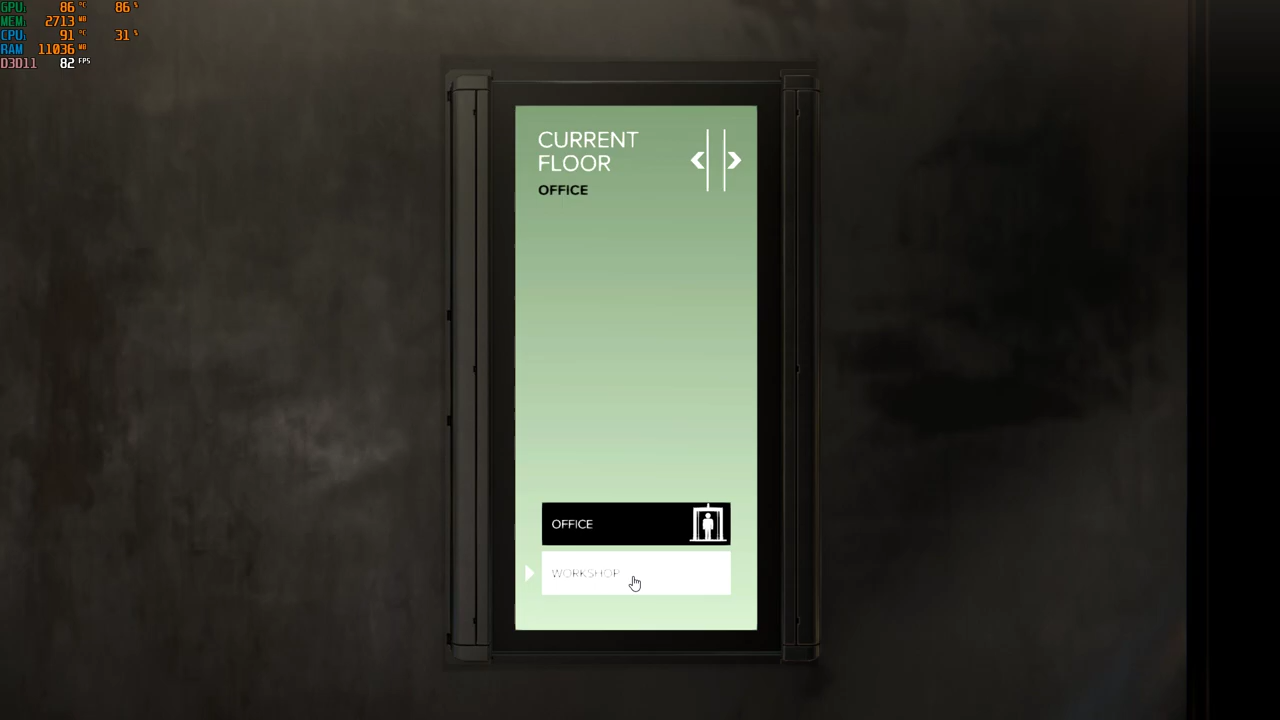 GPU 86 °C 86 %
MEM 2713 MB
CPU 91 °C 31 %
RAM 11036 MB
D3D11 82 FPS
CURRENT
FLOOR
OFFICE
OFFICE
WORKSHOP